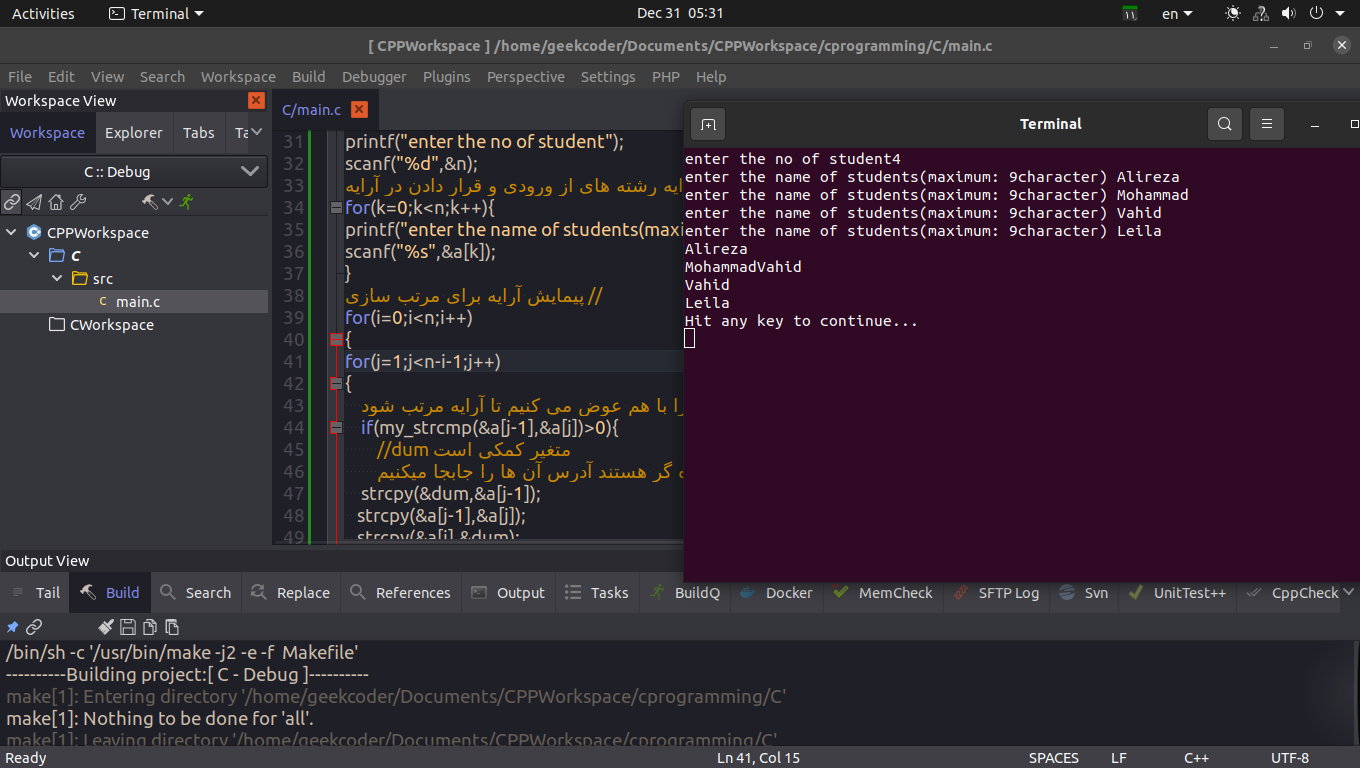 Activities
Terminal
Dec 31 05:31
en
[ CPPWorkspace ] /home/geekcoder/Documents/CPPWorkspace/cprogramming/C/main.c
File Edit View Search Workspace Build Debugger Plugins Perspective Settings PHP Help
Workspace View
Workspace Explorer Tabs Ta
C :: Debug
CPPWorkspace
C
src
main.c
CWorkspace
C/main.c
31 printf("enter the no of student");
32 scanf("%d",&n);
33 ایه رشته های از ورودی و قرار دادن در آرایه
34 for(k=0;k<n;k++){
35 printf("enter the name of students(maxi
36 scanf("%s",&a[k]);
37 }
38 //پیمایش آرایه برای مرتب سازی
39 for(i=0;i<n;i++)
40 {
41 for(j=1;j<n-i-1;j++)
42 {
43 را با هم عوض می کنیم تا آرایه مرتب شود
44 if(my_strcmp(&a[j-1],&a[j])>0){
45 //dum متغیر کمکی است
46 ه گر هستند آدرس آن ها را جابجا میکنیم
47 strcpy(&dum,&a[j-1]);
48 strcpy(&a[j-1],&a[j]);
49 strcpy(&a[j],&dum);
Terminal
enter the no of student4
enter the name of students(maximum: 9character) Alireza
enter the name of students(maximum: 9character) Mohammad
enter the name of students(maximum: 9character) Vahid
enter the name of students(maximum: 9character) Leila
Alireza
MohammadVahid
Vahid
Leila
Hit any key to continue...
Output View
Tail Build Search Replace References Output Tasks BuildQ Docker MemCheck SFTP Log Svn UnitTest++ CppCheck
/bin/sh -c '/usr/bin/make -j2 -e -f Makefile'
----------Building project:[ C - Debug ]----------
make[1]: Entering directory '/home/geekcoder/Documents/CPPWorkspace/cprogramming/C'
make[1]: Nothing to be done for 'all'.
make[1]: Leaving directory '/home/geekcoder/Documents/CPPWorkspace/cprogramming/C'
Ready
Ln 41, Col 15
SPACES
LF
C++
UTF-8